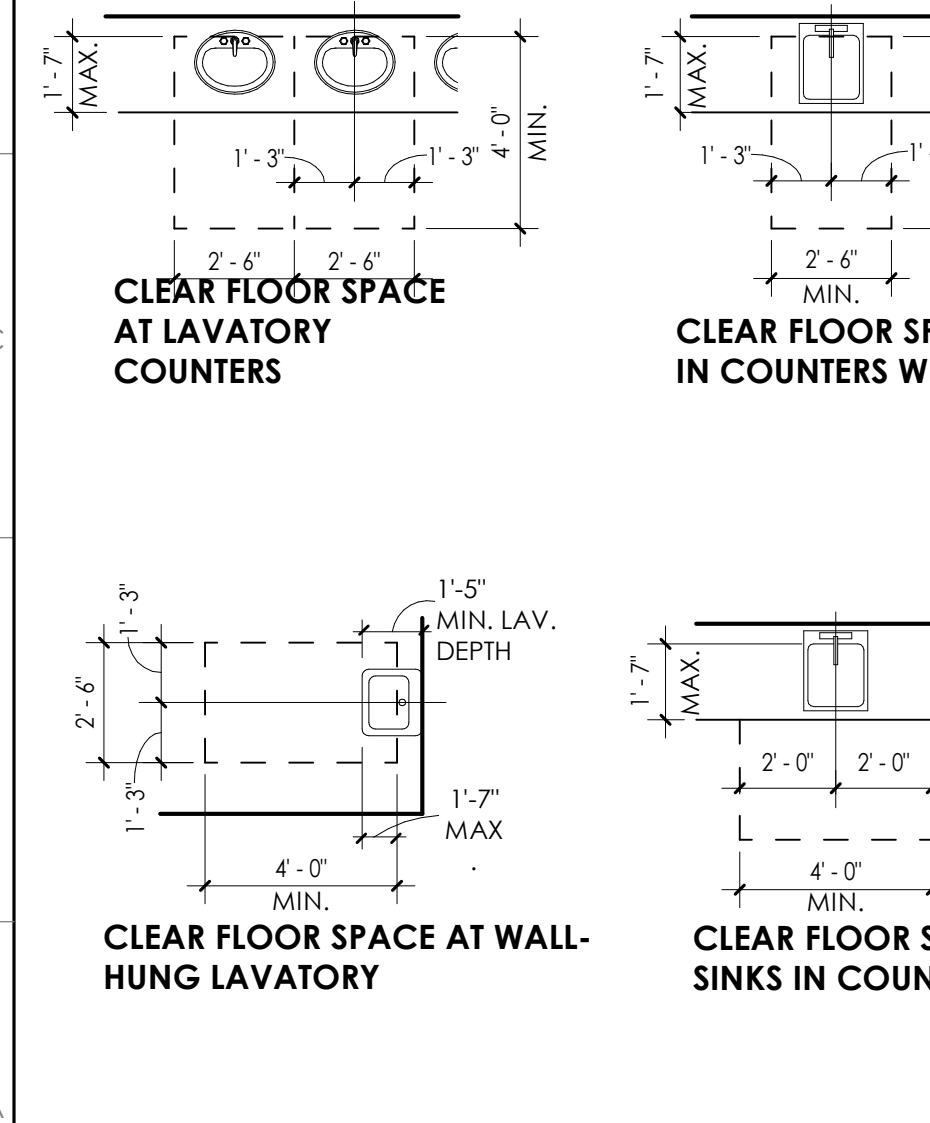 1' - 7"
MAX.
1' - 3"
1' - 3"
4' - 0"
MIN.
2' - 6"
2' - 6"
CLEAR FLOOR SPACE
AT LAVATORY
COUNTERS
1' - 7"
MAX.
1' - 3"
2' - 6"
MIN.
CLEAR FLOOR
IN COUNTERS
1' - 3"
2' - 6"
1' - 3"
1'-5"
MIN. LAV.
DEPTH
1'-7"
MAX
.
4' - 0"
MIN.
CLEAR FLOOR SPACE AT WALL-
HUNG LAVATORY
1' - 7"
MAX.
2' - 0"
2' - 0"
4' - 0"
MIN.
CLEAR FLOOR
SINKS IN